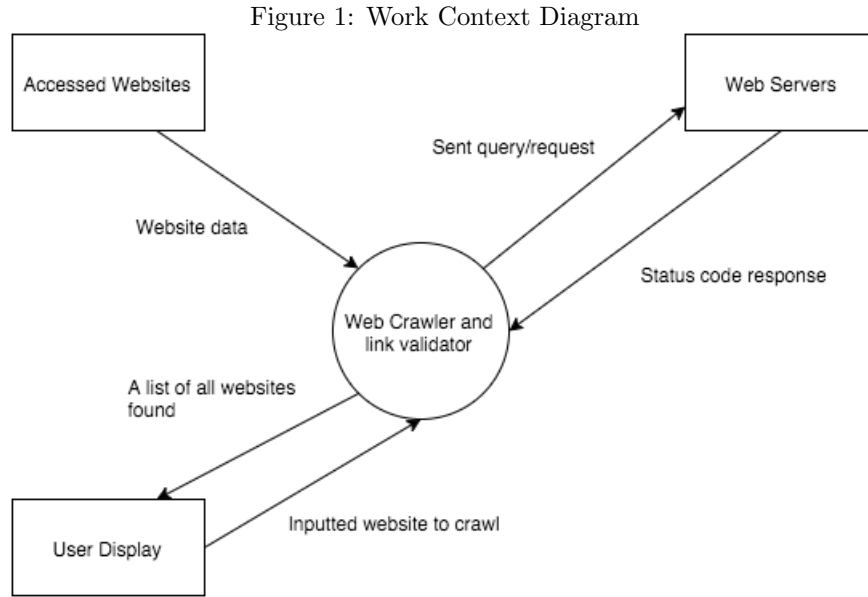 Figure 1: Work Context Diagram
Accessed Websites
Web Servers
Sent query/request
Website data
Status code response
Web Crawler and
link validator
A list of all websites
found
Inputted website to crawl
User Display